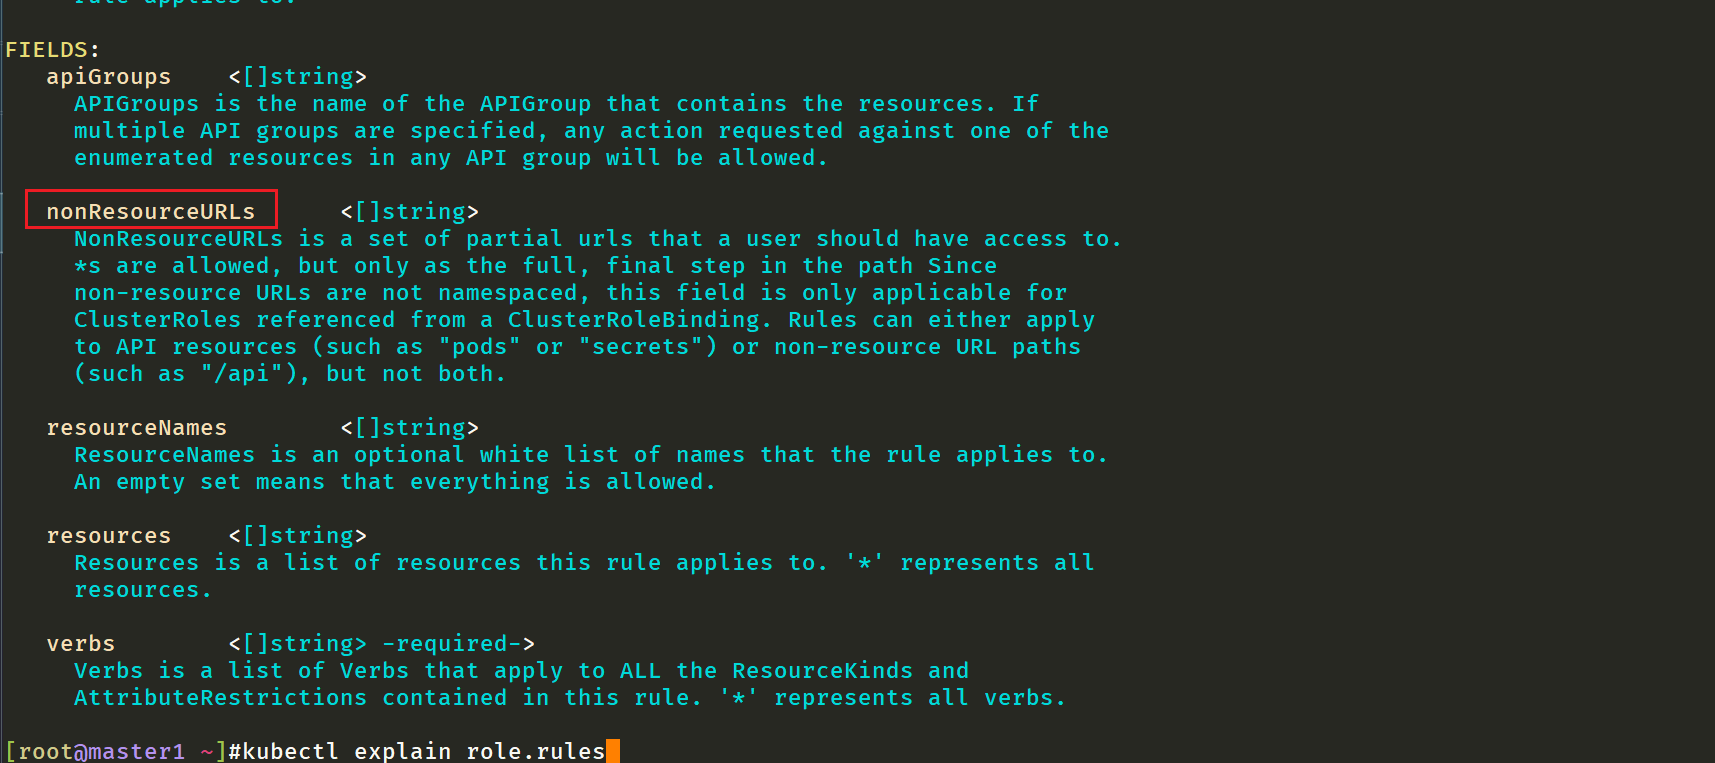 rule applies to.
FIELDS:
apiGroups <[]string>
APIGroups is the name of the APIGroup that contains the resources. If
multiple API groups are specified, any action requested against one of the
enumerated resources in any API group will be allowed.
nonResourceURLs <[]string>
NonResourceURLs is a set of partial urls that a user should have access to.
*s are allowed, but only as the full, final step in the path Since
non-resource URLs are not namespaced, this field is only applicable for
ClusterRoles referenced from a ClusterRoleBinding. Rules can either apply
to API resources (such as "pods" or "secrets") or non-resource URL paths
(such as "/api"), but not both.
resourceNames <[]string>
ResourceNames is an optional white list of names that the rule applies to.
An empty set means that everything is allowed.
resources <[]string>
Resources is a list of resources this rule applies to. '*' represents all
resources.
verbs <[]string> -required->
Verbs is a list of Verbs that apply to ALL the ResourceKinds and
AttributeRestrictions contained in this rule. '*' represents all verbs.
[root@master1 ~]#kubectl explain role.rules